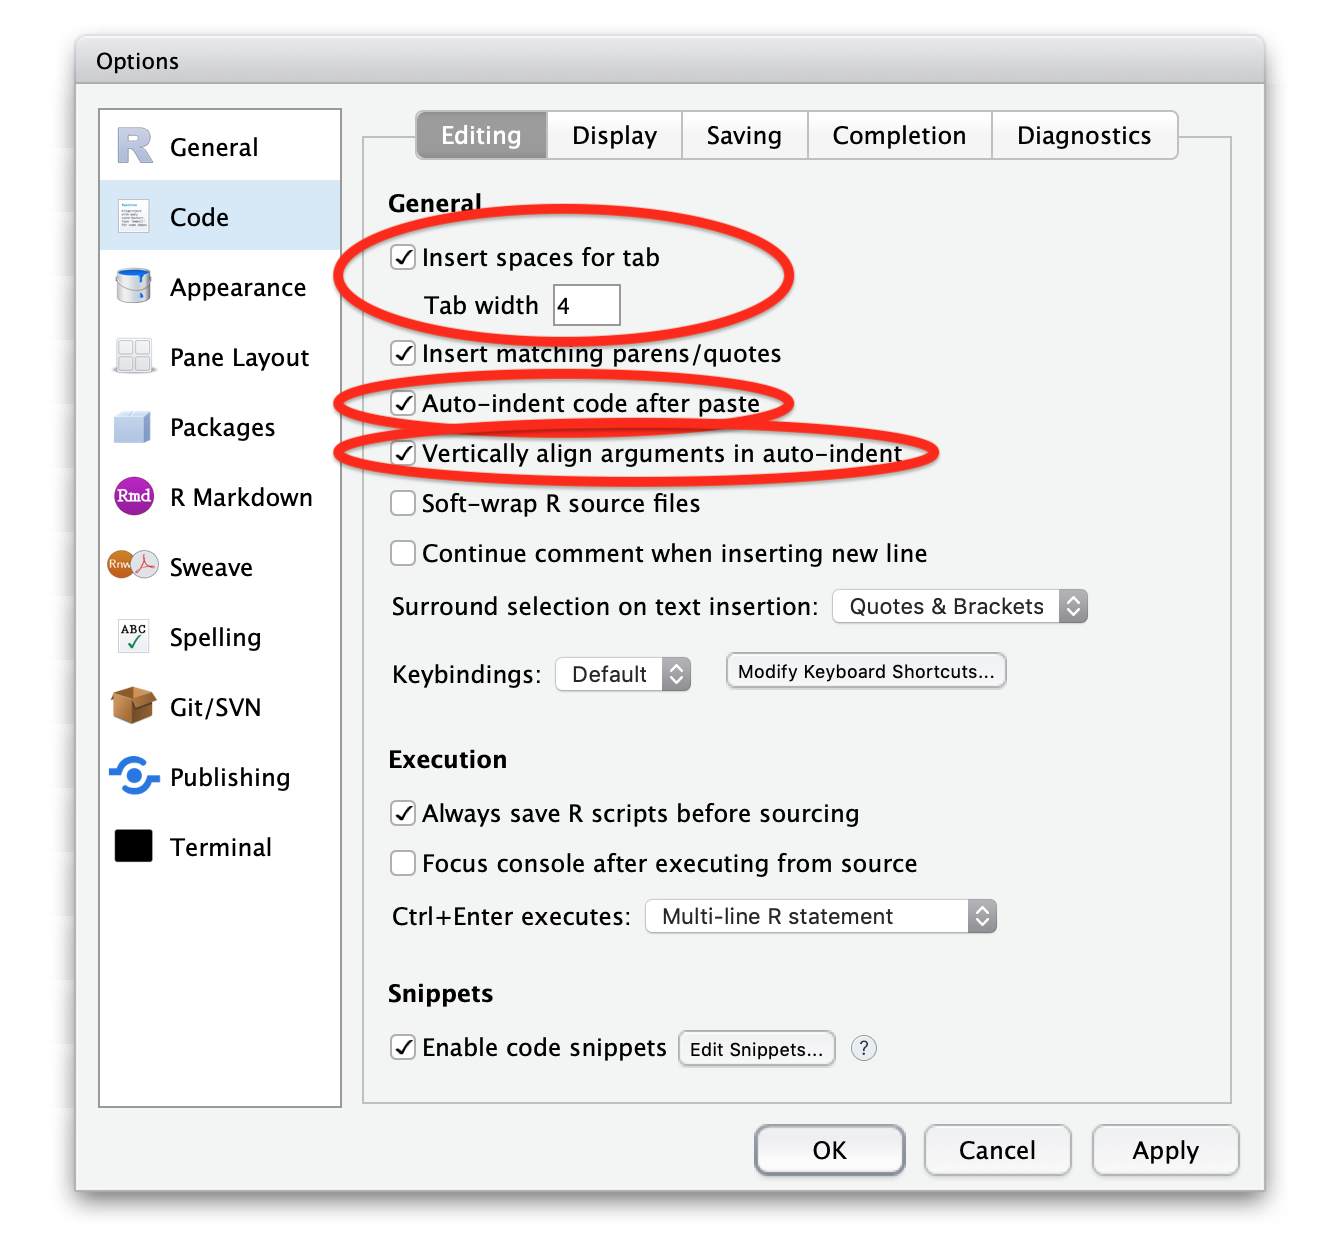 Options
General
Code
Appearance
Pane Layout
Packages
Rmd R Markdown
Rnw Sweave
ABC Spelling
Git/SVN
Publishing
Terminal
Editing Display Saving Completion Diagnostics
General
Insert spaces for tab
Tab width 4
Insert matching parens/quotes
Auto-indent code after paste
Vertically align arguments in auto-indent
Soft-wrap R source files
Continue comment when inserting new line
Surround selection on text insertion: Quotes & Brackets
Keybindings: Default Modify Keyboard Shortcuts...
Execution
Always save R scripts before sourcing
Focus console after executing from source
Ctrl+Enter executes: Multi-line R statement
Snippets
Enable code snippets Edit Snippets... ?
OK Cancel Apply